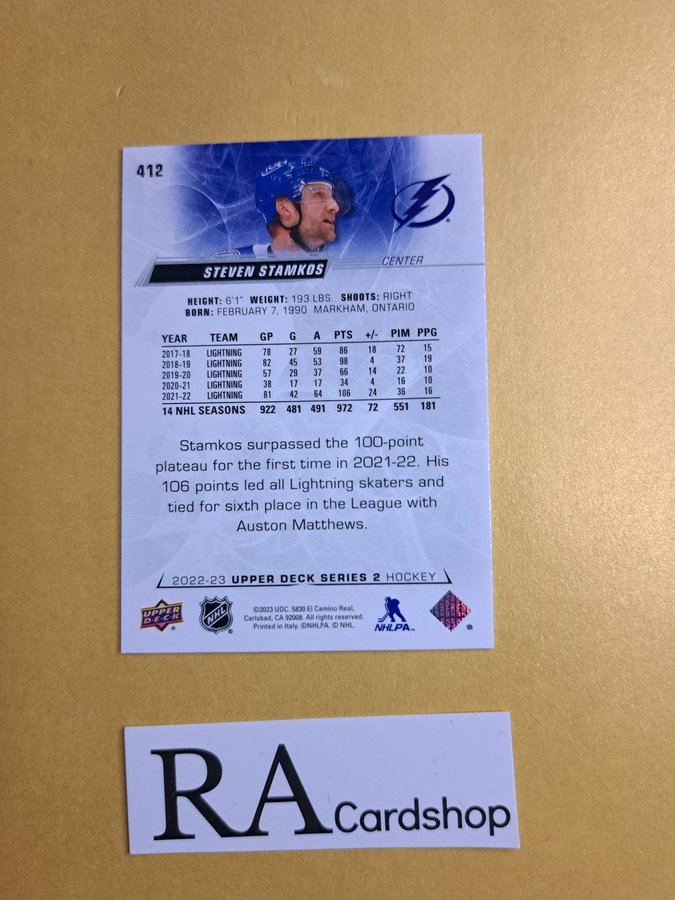 412
STEVEN STAMKOS
CENTER
HEIGHT: 6'1" WEIGHT: 193 LBS. SHOOTS: RIGHT
BORN: FEBRUARY 7, 1990 MARKHAM, ONTARIO
YEAR TEAM GP G A PTS +/- PIM PPG
2017-18 LIGHTNING 78 27 59 86 18 72 15
2018-19 LIGHTNING 82 45 53 98 4 37 19
2019-20 LIGHTNING 57 29 37 66 14 22 10
2020-21 LIGHTNING 38 17 17 34 4 16 10
2021-22 LIGHTNING 81 42 64 106 24 36 16
14 NHL SEASONS 922 481 491 972 72 551 181
Stamkos surpassed the 100-point
plateau for the first time in 2021-22. His
106 points led all Lightning skaters and
tied for sixth place in the League with
Auston Matthews.
2022-23 UPPER DECK SERIES 2 HOCKEY
UPPER
D·E·C·K
NHL
©2023 UDC. 5830 El Camino Real,
Carlsbad, CA 92008. All rights reserved.
Printed in Italy. ©NHLPA. © NHL.
NHLPA
RA Cardshop